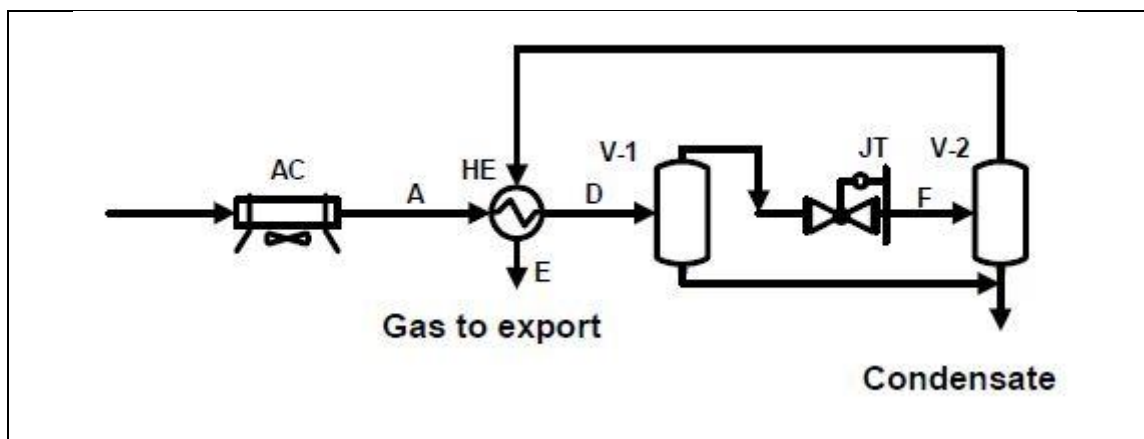 AC
A
HE
D
V-1
JT
F
V-2
E
Gas to export
Condensate